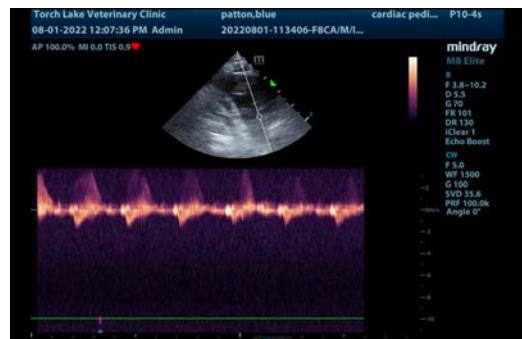 Torch Lake Veterinary Clinic patton,blue cardiac pedi... P10-4s
08-01-2022 12:07:36 PM Admin 20220801-113406-F8CA/M/I...
AP 100.0% MI 0.0 TIS 0.9
mindray
M8 Elite
m
B
F 3.8-10.2
D 5.5
G 70
FR 101
DR 130
iClear 1
Echo Boost
CW
F 5.0
WF 1500
G 100
SVD 35.6
PRF 100.0k
Angle 0°